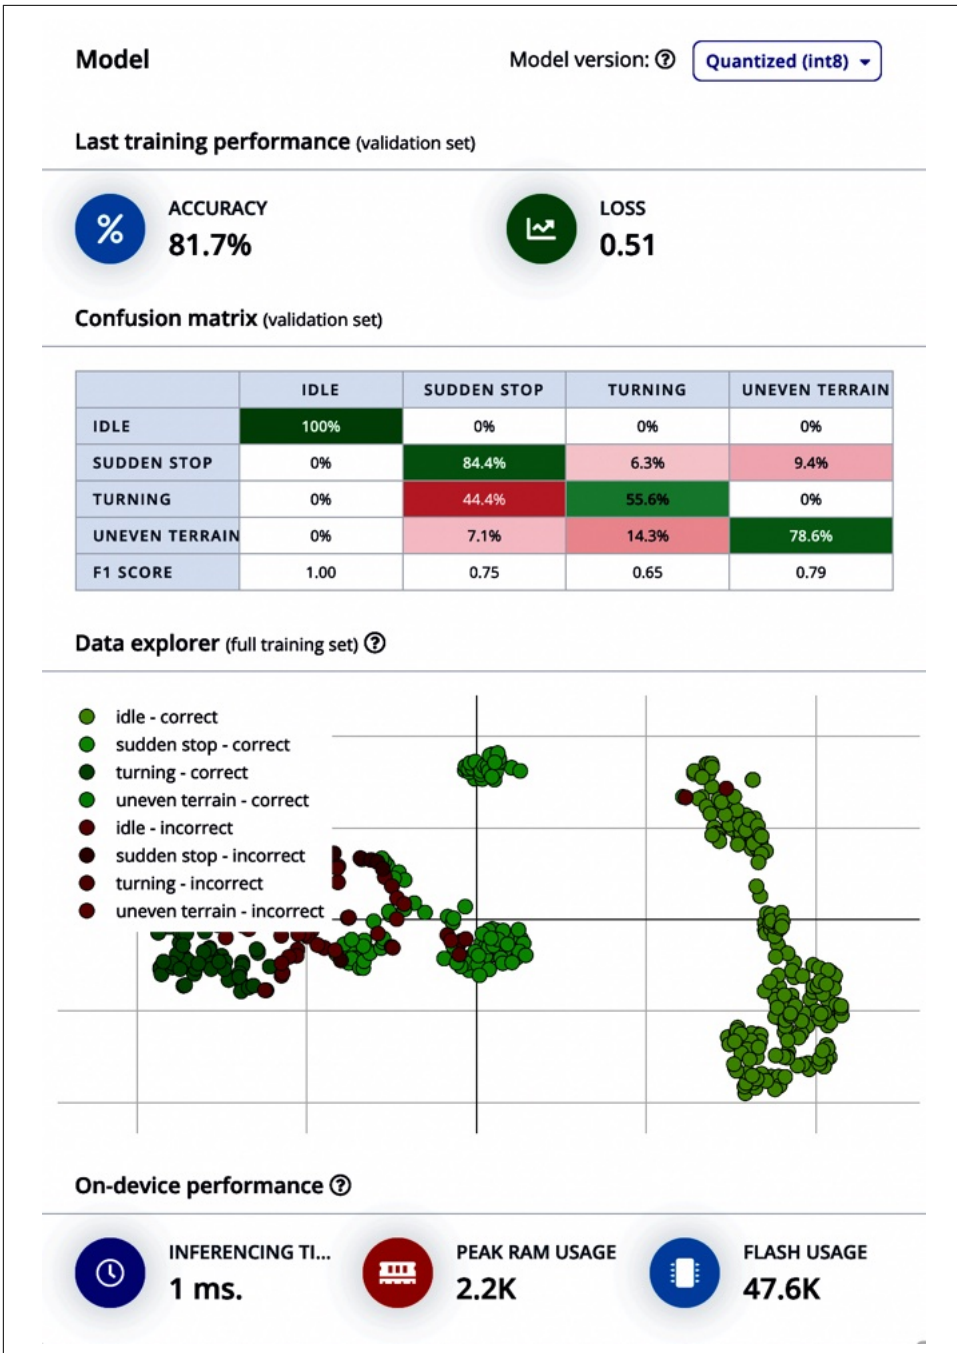 Model
Model version: Quantized (int8)
Last training performance (validation set)
ACCURACY
81.7%
LOSS
0.51
Confusion matrix (validation set)
IDLE SUDDEN STOP TURNING UNEVEN TERRAIN
IDLE 100% 0% 0% 0%
SUDDEN STOP 0% 84.4% 6.3% 9.4%
TURNING 0% 44.4% 55.6% 0%
UNEVEN TERRAIN 0% 7.1% 14.3% 78.6%
F1 SCORE 1.00 0.75 0.65 0.79
Data explorer (full training set)
idle - correct
sudden stop - correct
turning - correct
uneven terrain - correct
idle - incorrect
sudden stop - incorrect
turning - incorrect
uneven terrain - incorrect
On-device performance
INFERENCING TI...
1 ms.
PEAK RAM USAGE
2.2K
FLASH USAGE
47.6K